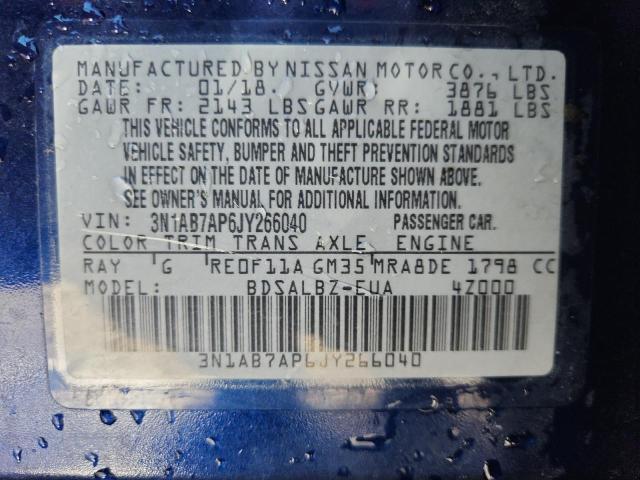 MANUFACTURED BY NISSAN MOTOR CO., LTD.
DATE: 01/18. GVWR: 3876 LBS
GAWR FR: 2143 LBS GAWR RR: 1881 LBS
THIS VEHICLE CONFORMS TO ALL APPLICABLE FEDERAL MOTOR
VEHICLE SAFETY, BUMPER AND THEFT PREVENTION STANDARDS
IN EFFECT ON THE DATE OF MANUFACTURE SHOWN ABOVE.
SEE OWNER'S MANUAL FOR ADDITIONAL INFORMATION.
VIN: 3N1AB7AP6JY266040 PASSENGER CAR.
COLOR TRIM TRANS AXLE ENGINE
RAY G RE0F11A GM35 MRA8DE 1798 CC
MODEL: BDSALBZ-EUA 4Z000
3N1AB7AP6JY266040